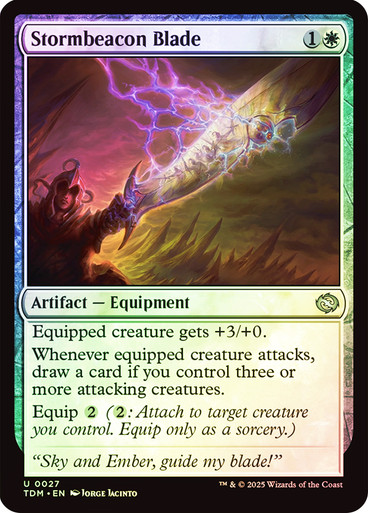 Stormbeacon Blade 1
Artifact — Equipment
Equipped creature gets +3/+0.
Whenever equipped creature attacks,
draw a card if you control three or
more attacking creatures.
Equip 2 (2: Attach to target creature
you control. Equip only as a sorcery.)
“Sky and Ember, guide my blade!”
U 0027
TDM • EN Jorge Jacinto
™ & © 2025 Wizards of the Coast